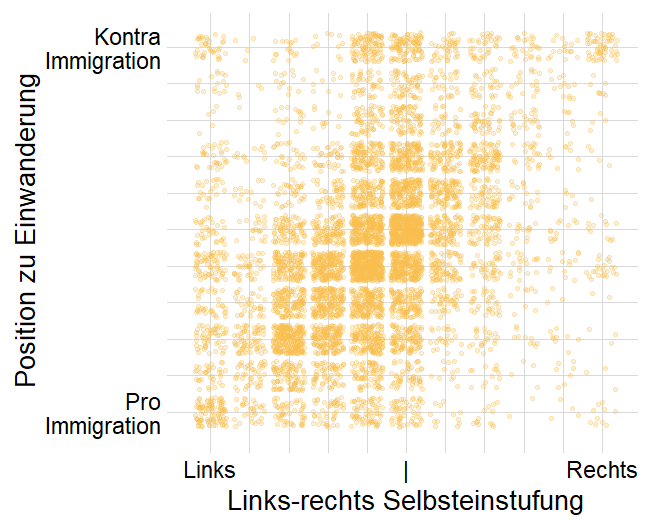 Kontra
Immigration
Position zu Einwanderung
Pro
Immigration
Links
|
Rechts
Links-rechts Selbsteinstufung